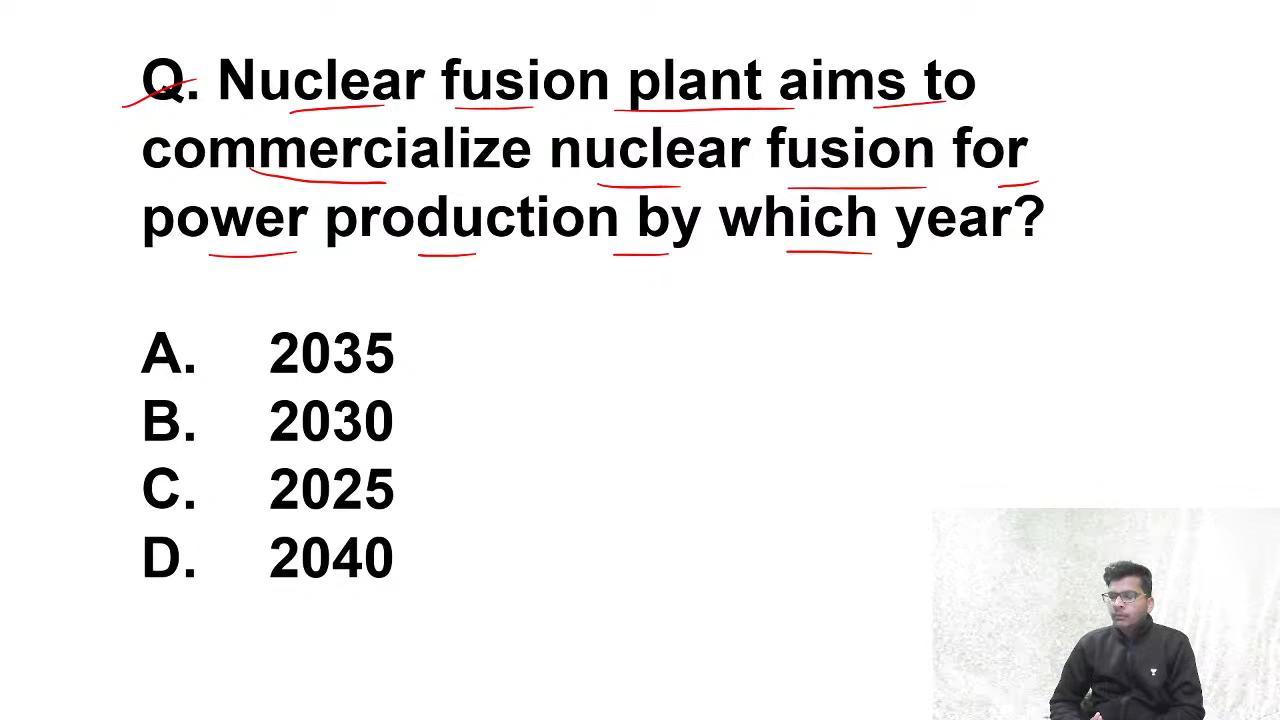 Q. Nuclear fusion plant aims to
commercialize nuclear fusion for
power production by which year?
A. 2035
B. 2030
C. 2025
D. 2040